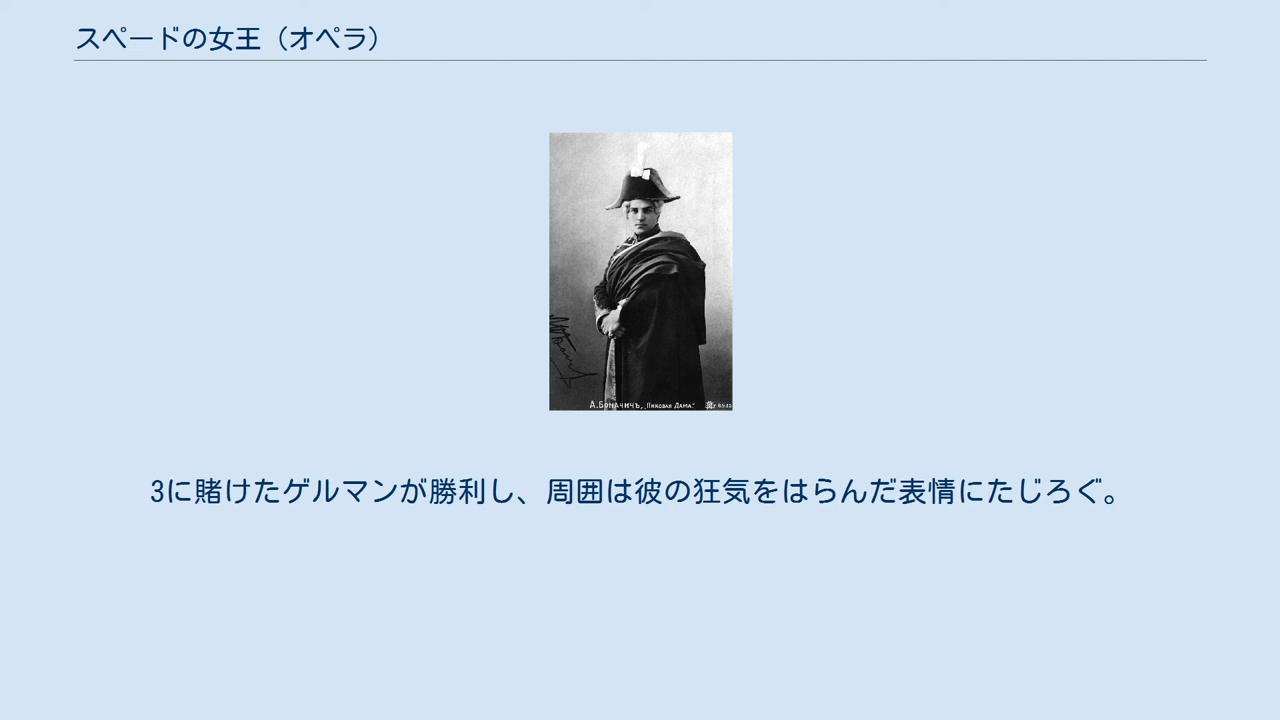 スペードの女王（オペラ）
А.Боначичъ, „Пиковая Дама"
3に賭けたゲルマンが勝利し、周囲は彼の狂気をはらんだ表情にたじろぐ。